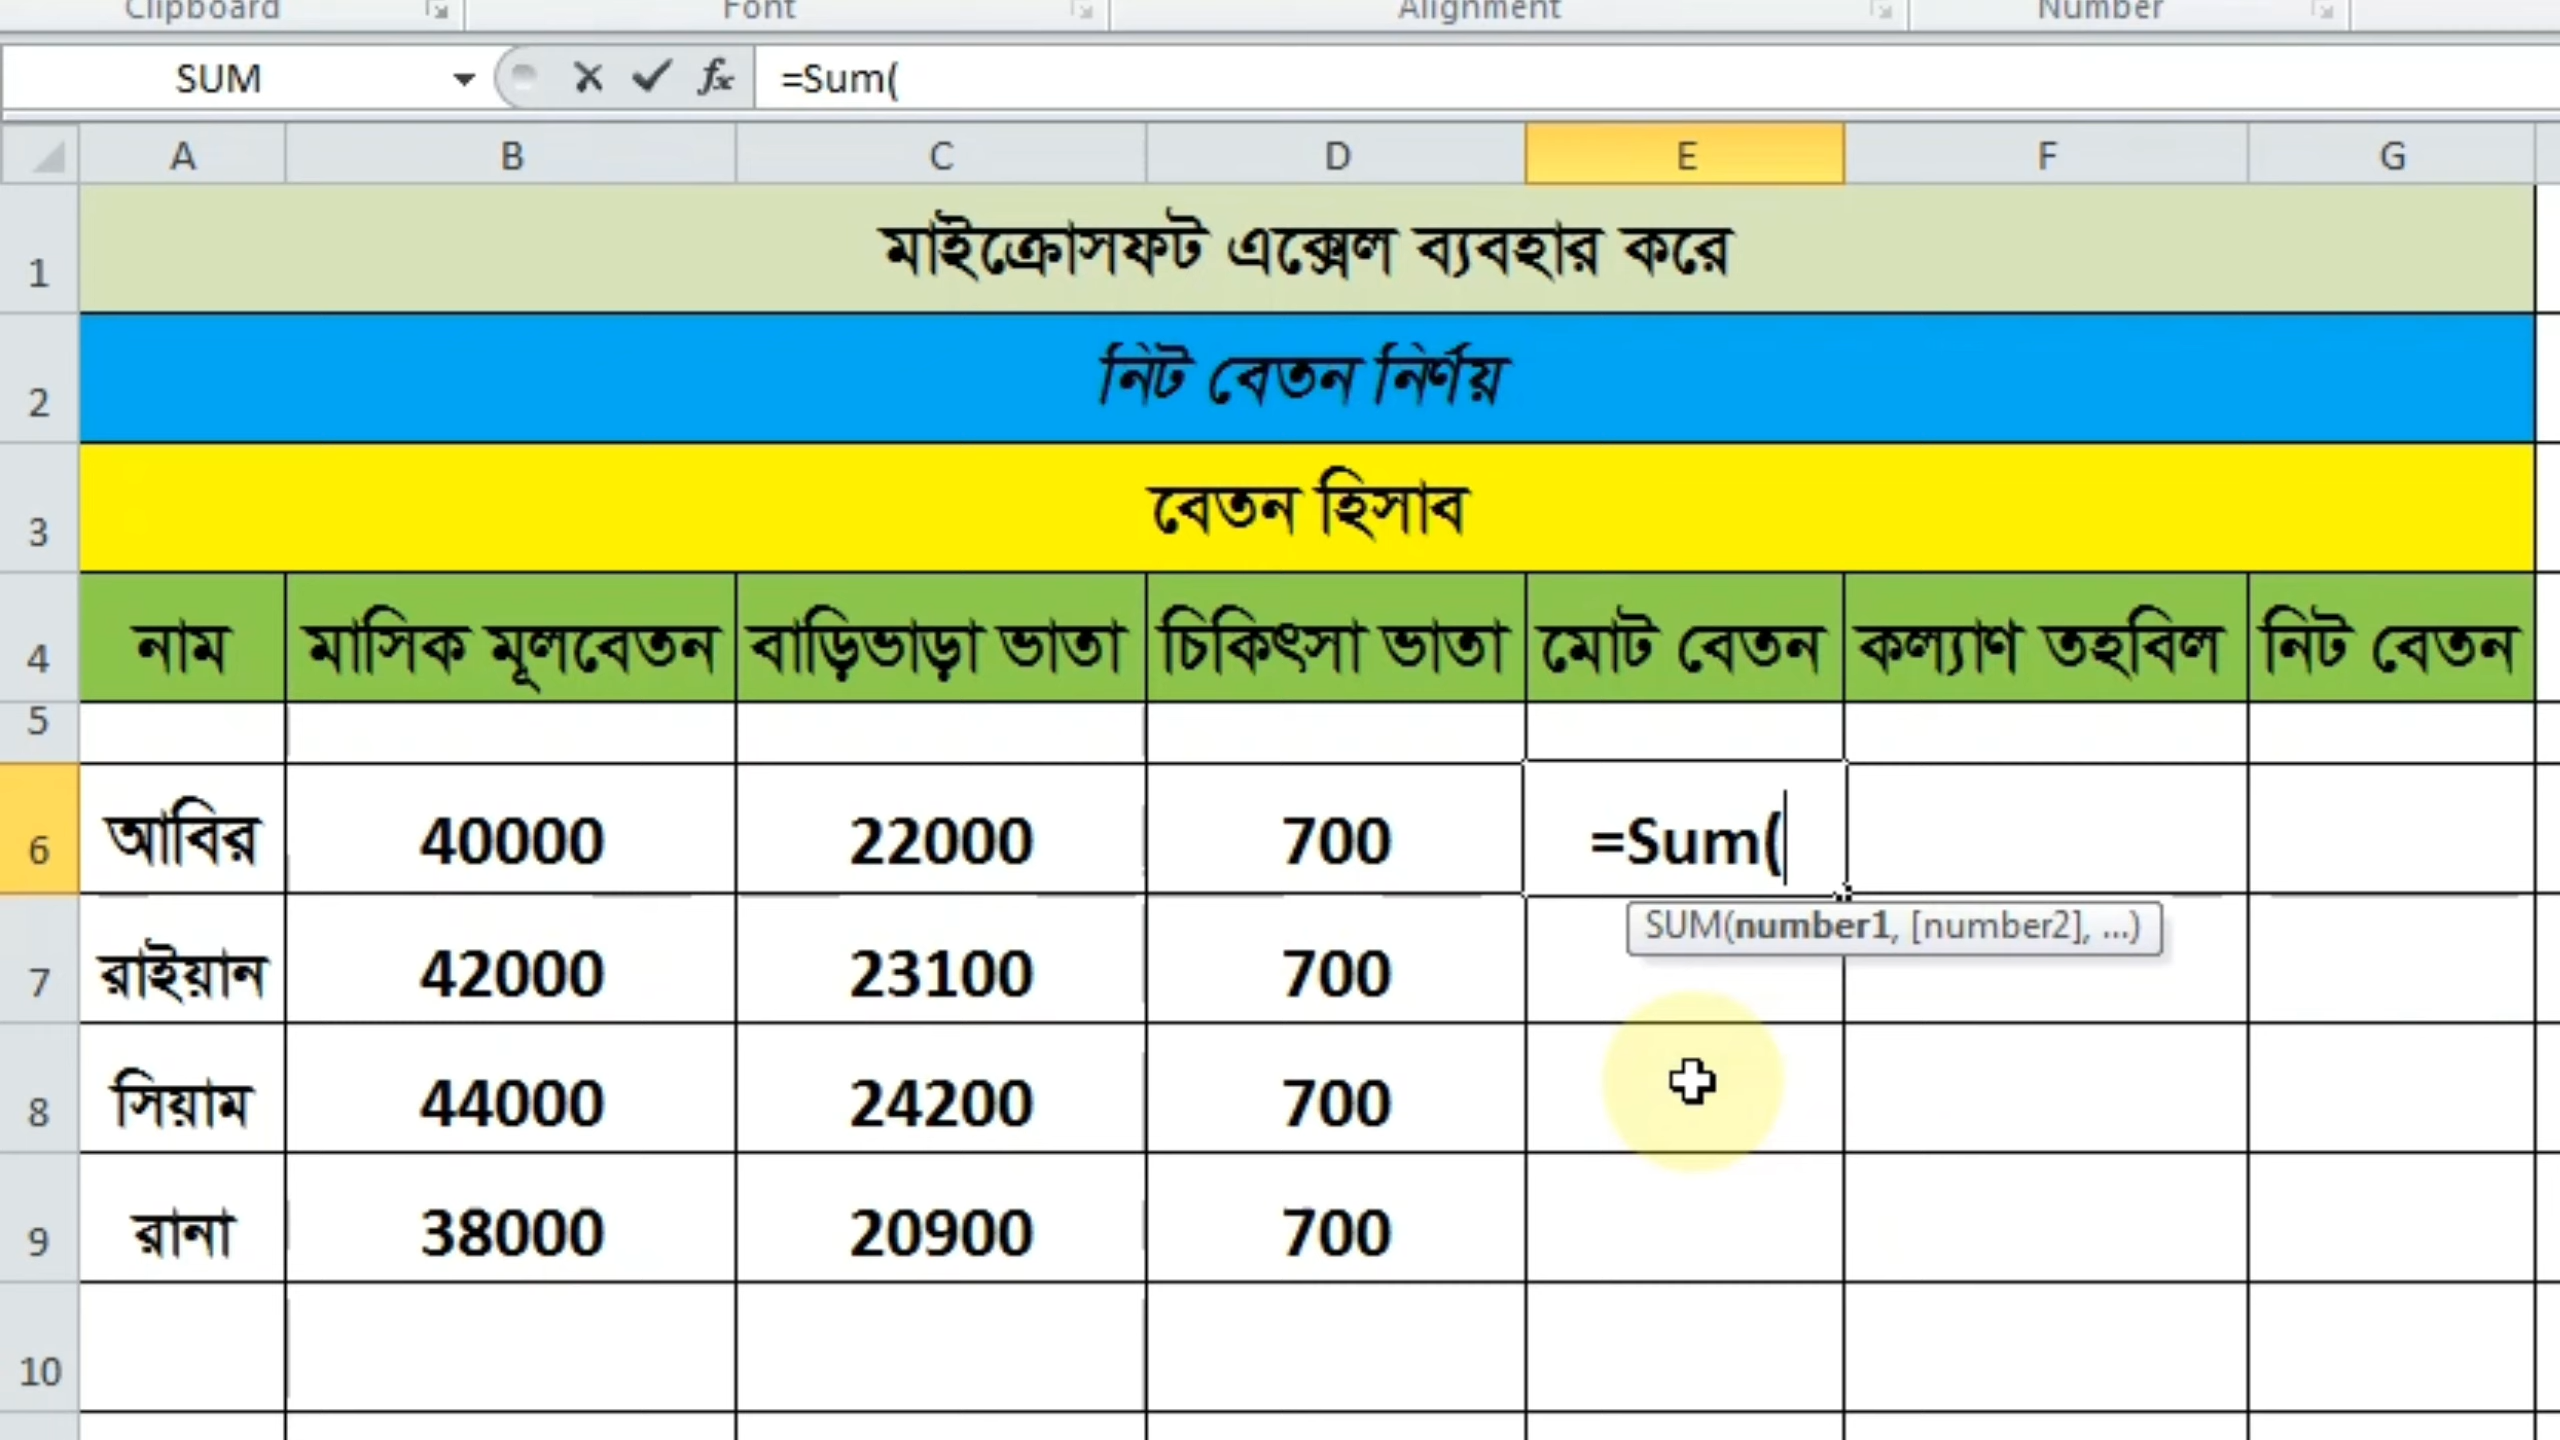 Clipboard Font Alignment Number
SUM fx =Sum(
A B C D E F G
1 মাইক্রোসফট এক্সেল ব্যবহার করে
2 নিট বেতন নির্ণয়
3 বেতন হিসাব
4 নাম মাসিক মূলবেতন বাড়িভাড়া ভাতা চিকিৎসা ভাতা মোট বেতন কল্যাণ তহবিল নিট বেতন
5
6 আবির 40000 22000 700 =Sum(
SUM(number1, [number2], ...)
7 রাইয়ান 42000 23100 700
8 সিয়াম 44000 24200 700
9 রানা 38000 20900 700
10